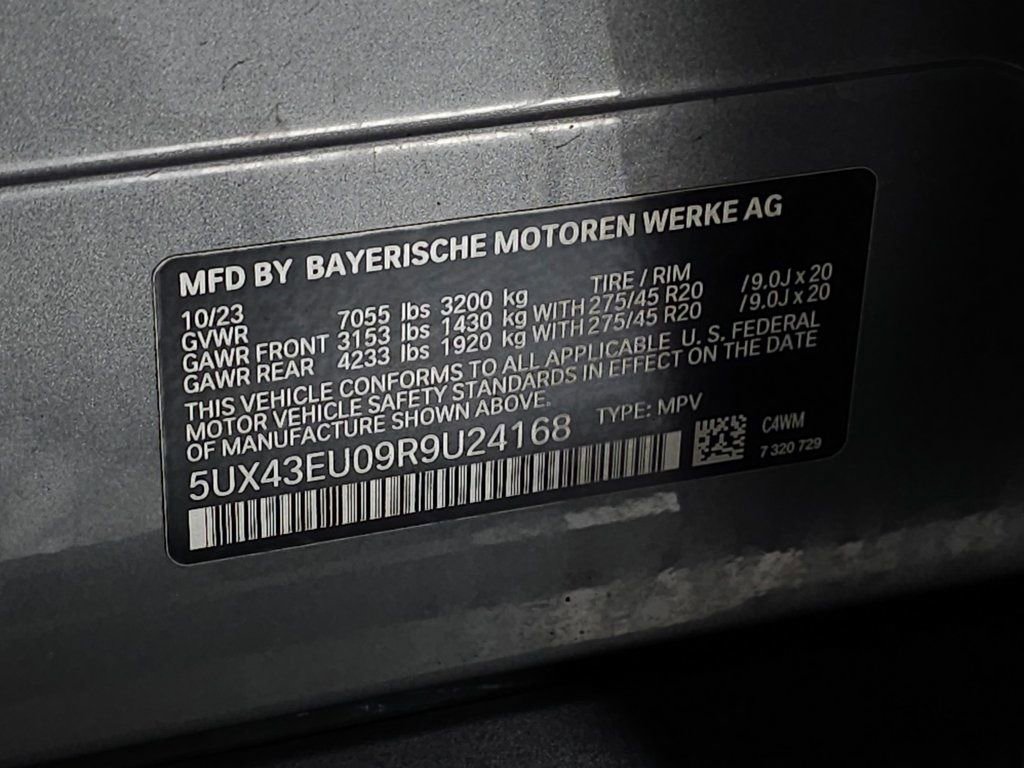 MFD BY BAYERISCHE MOTOREN WERKE AG
10/23 TIRE / RIM
GVWR 7055 lbs 3200 kg
GAWR FRONT 3153 lbs 1430 kg WITH 275/45 R20 /9.0J x 20
GAWR REAR 4233 lbs 1920 kg WITH 275/45 R20 /9.0J x 20
THIS VEHICLE CONFORMS TO ALL APPLICABLE U. S. FEDERAL
MOTOR VEHICLE SAFETY STANDARDS IN EFFECT ON THE DATE
OF MANUFACTURE SHOWN ABOVE.
5UX43EU09R9U24168 TYPE: MPV
C4WM
7 320 729